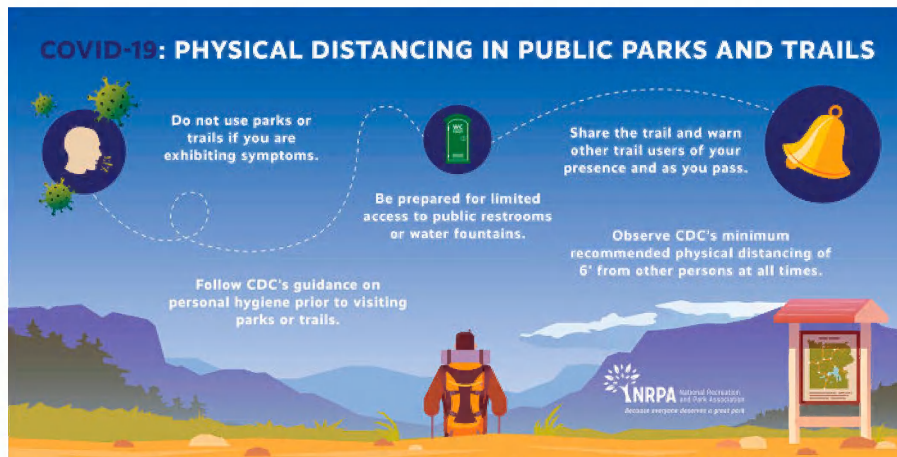 COVID-19: PHYSICAL DISTANCING IN PUBLIC PARKS AND TRAILS
Do not use parks or
trails if you are
exhibiting symptoms.
Follow CDC's guidance on
personal hygiene prior to visiting
parks or trails.
WC
Be prepared for limited
access to public restrooms
or water fountains.
Share the trail and warn
other trail users of your
presence and as you pass.
Observe CDC's minimum
recommended physical distancing of
6' from other persons at all times.
NRPA National Recreation
and Park Association
Because everyone deserves a great park